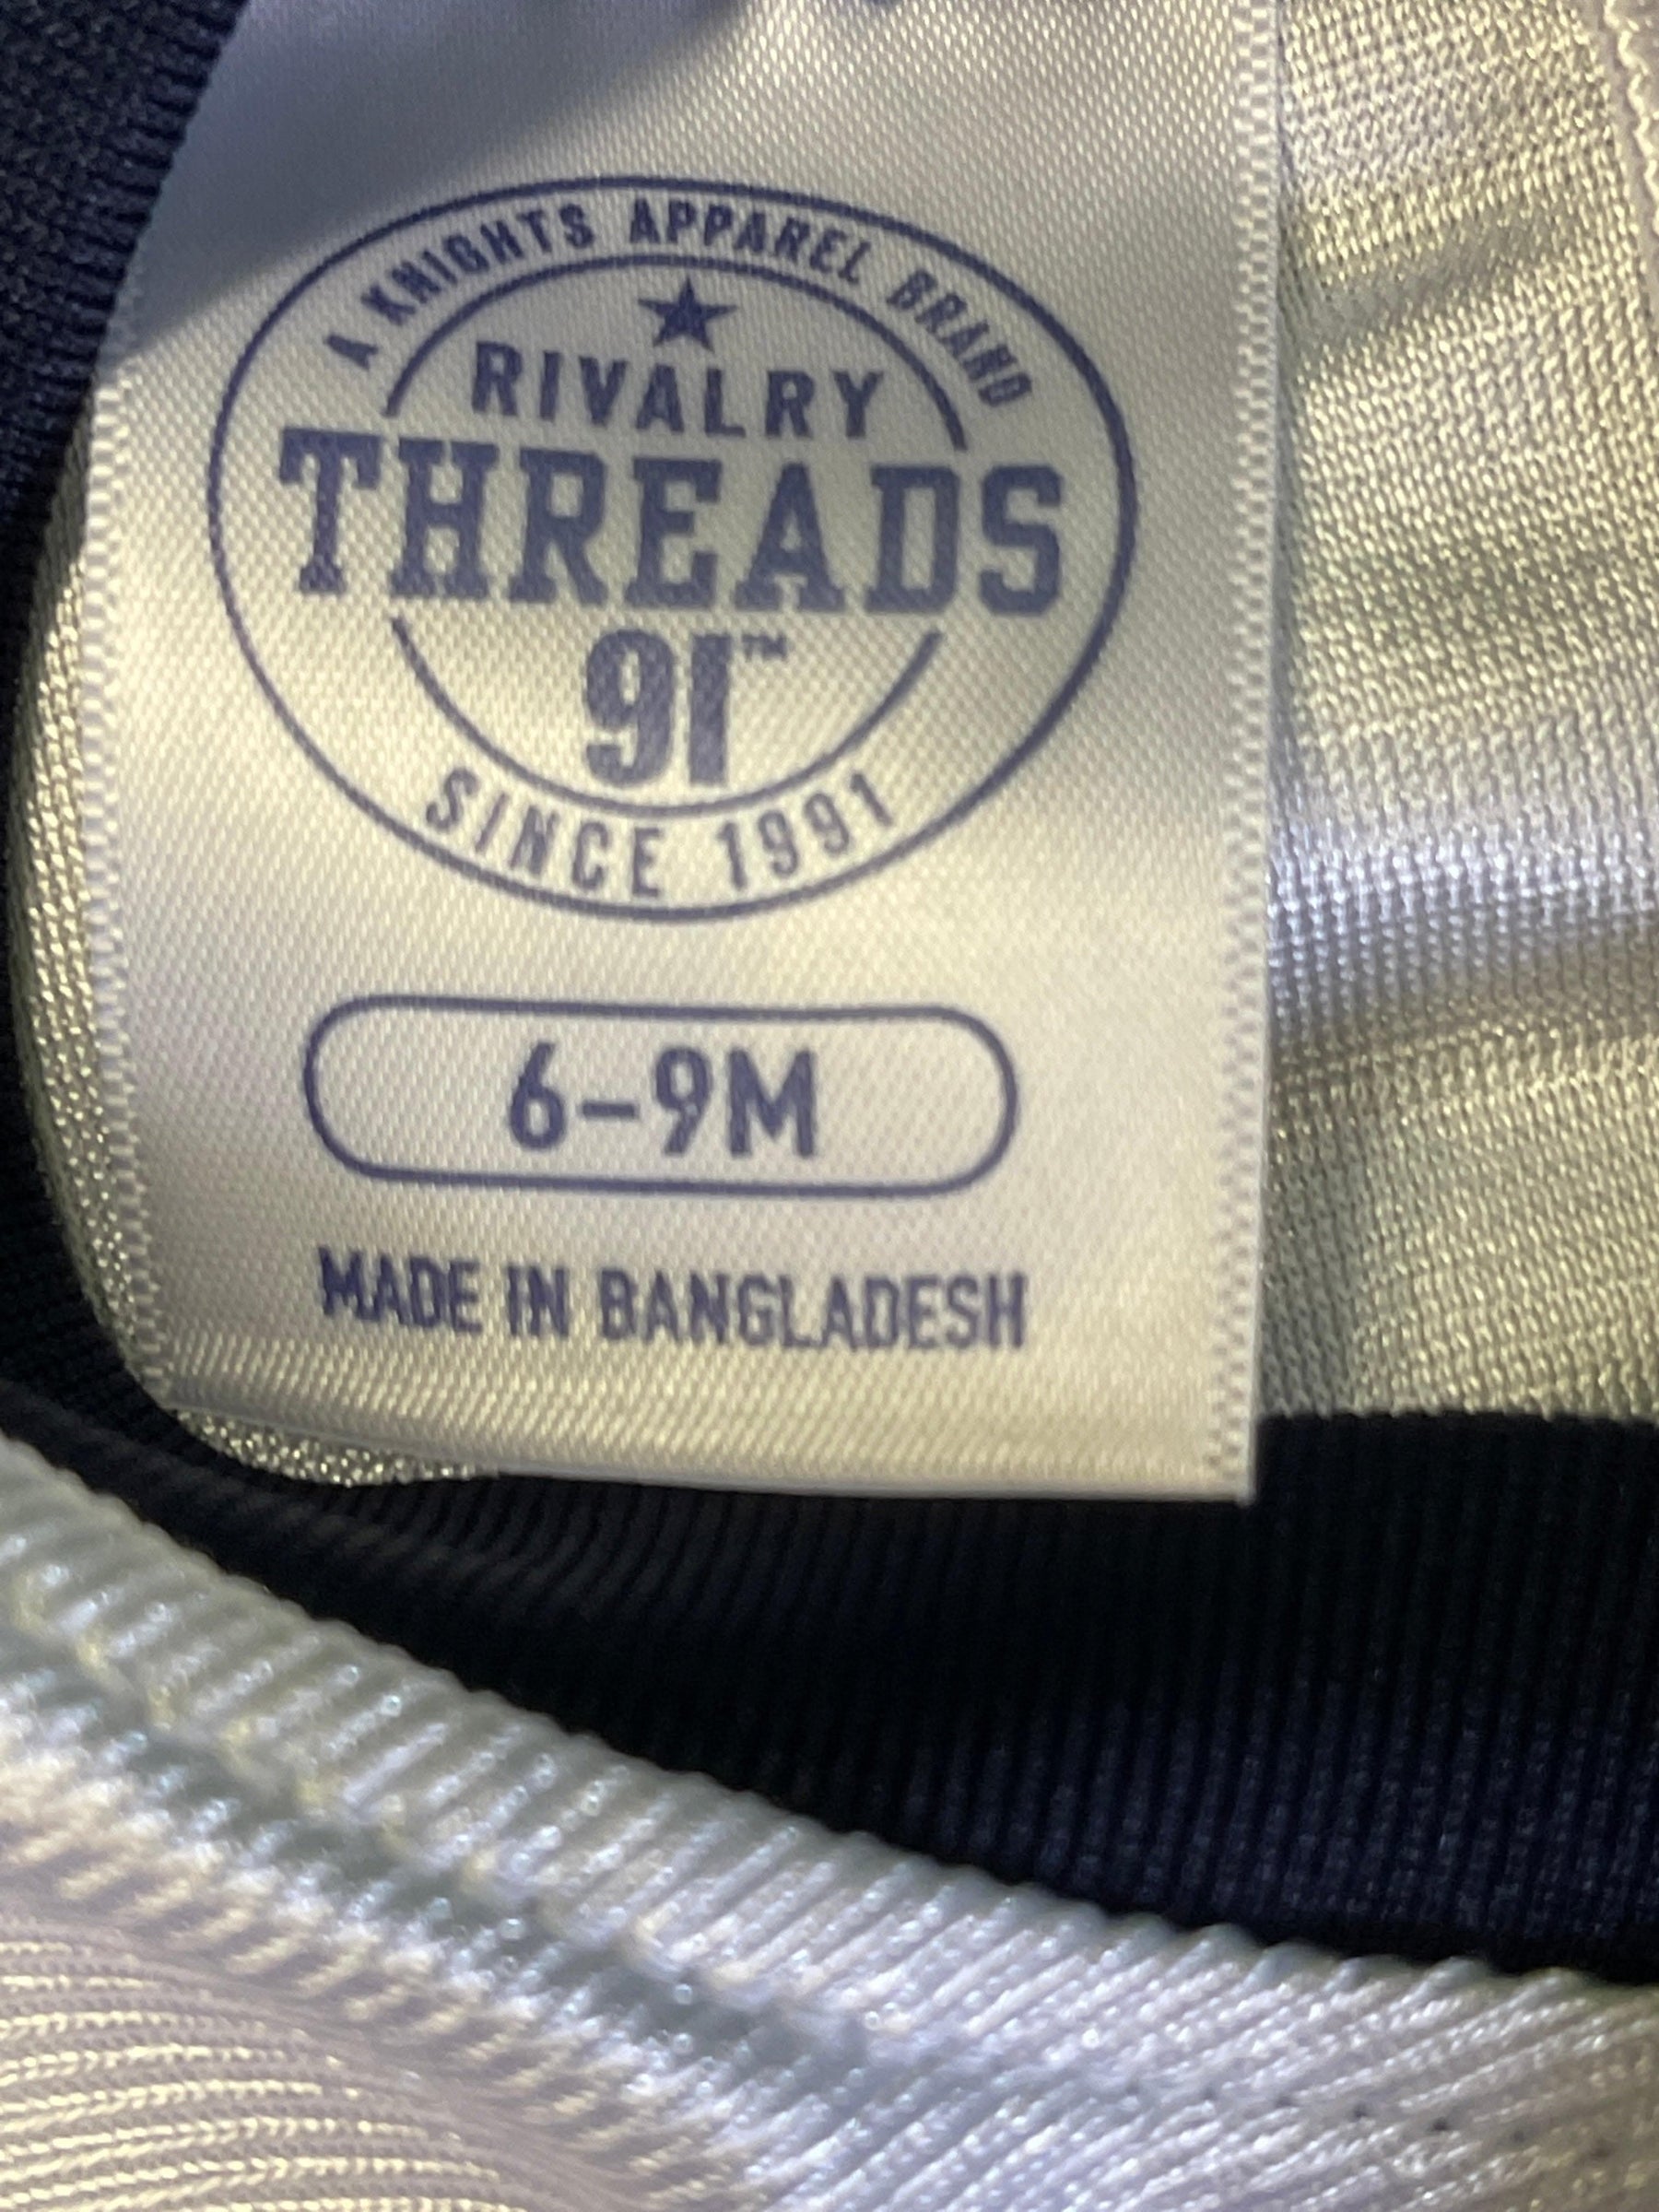 A KNIGHTS APPAREL BRAND
RIVALRY
THREADS
91™
SINCE 1991
6-9M
MADE IN BANGLADESH